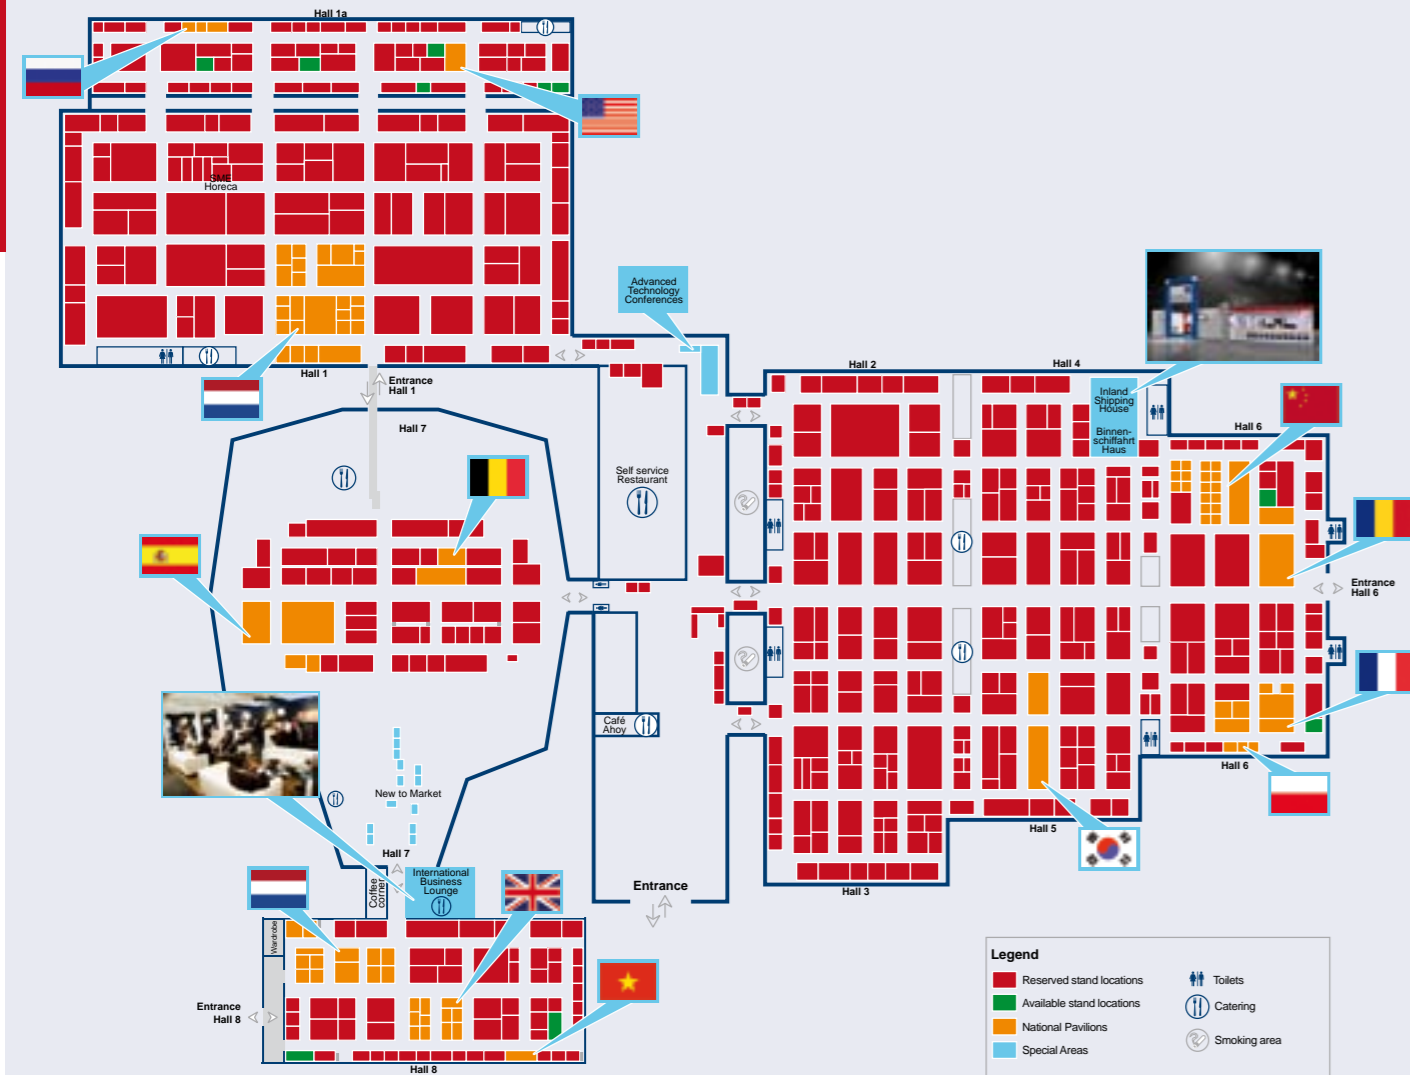 Hall 1a
SME
Horeca
Advanced
Technology
Conferences
Hall 1
Entrance
Hall 1
Hall 7
Self service
Restaurant
Hall 2
Hall 4
Inland
Shipping
House
Binnen-
schiffahrt
Haus
Hall 6
Entrance
Hall 6
Café
Ahoy
New to Market
Hall 7
Coffee
corner
International
Business
Lounge
Entrance
Hall 3
Hall 5
Hall 6
Wardrobe
Entrance
Hall 8
Hall 8
Legend
Reserved stand locations
Available stand locations
National Pavilions
Special Areas
Toilets
Catering
Smoking area